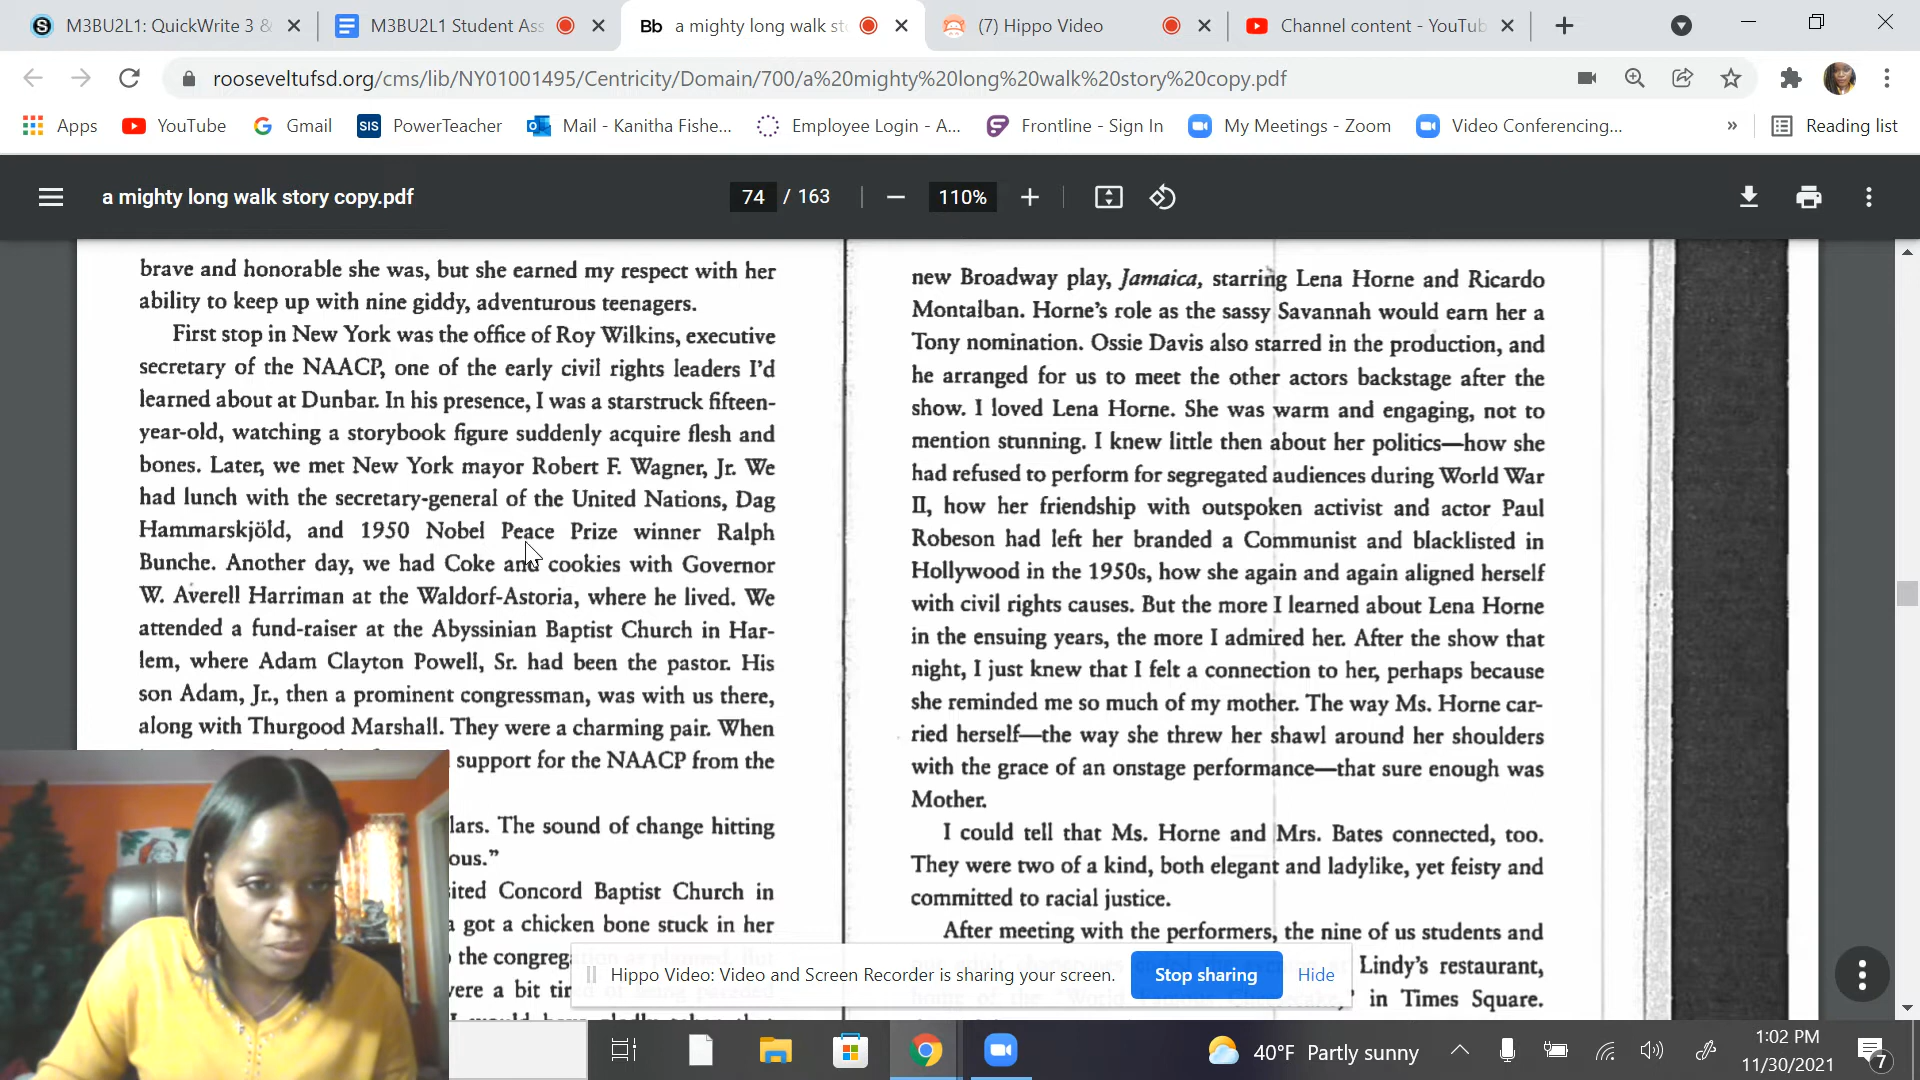 M3BU2L1: QuickWrite 3 &
M3BU2L1 Student Ass
Bb a mighty long walk sto
(7) Hippo Video
Channel content - YouTub
rooseveltufsd.org/cms/lib/NY01001495/Centricity/Domain/700/a%20mighty%20long%20walk%20story%20copy.pdf
Apps
YouTube
Gmail
SIS PowerTeacher
Mail - Kanitha Fishe...
Employee Login - A...
Frontline - Sign In
My Meetings - Zoom
Video Conferencing...
»
Reading list
a mighty long walk story copy.pdf
74 / 163
110%
brave and honorable she was, but she earned my respect with her
ability to keep up with nine giddy, adventurous teenagers.
First stop in New York was the office of Roy Wilkins, executive
secretary of the NAACP, one of the early civil rights leaders I'd
learned about at Dunbar. In his presence, I was a starstruck fifteen-
year-old, watching a storybook figure suddenly acquire flesh and
bones. Later, we met New York mayor Robert F. Wagner, Jr. We
had lunch with the secretary-general of the United Nations, Dag
Hammarskjöld, and 1950 Nobel Peace Prize winner Ralph
Bunche. Another day, we had Coke and cookies with Governor
W. Averell Harriman at the Waldorf-Astoria, where he lived. We
attended a fund-raiser at the Abyssinian Baptist Church in Har-
lem, where Adam Clayton Powell, Sr. had been the pastor. His
son Adam, Jr., then a prominent congressman, was with us there,
along with Thurgood Marshall. They were a charming pair. When
support for the NAACP from the
lars. The sound of change hitting
ous."
ited Concord Baptist Church in
got a chicken bone stuck in her
the congreg
ere a bit
new Broadway play, Jamaica, starring Lena Horne and Ricardo
Montalban. Horne's role as the sassy Savannah would earn her a
Tony nomination. Ossie Davis also starred in the production, and
he arranged for us to meet the other actors backstage after the
show. I loved Lena Horne. She was warm and engaging, not to
mention stunning. I knew little then about her politics—how she
had refused to perform for segregated audiences during World War
II, how her friendship with outspoken activist and actor Paul
Robeson had left her branded a Communist and blacklisted in
Hollywood in the 1950s, how she again and again aligned herself
with civil rights causes. But the more I learned about Lena Horne
in the ensuing years, the more I admired her. After the show that
night, I just knew that I felt a connection to her, perhaps because
she reminded me so much of my mother. The way Ms. Horne car-
ried herself—the way she threw her shawl around her shoulders
with the grace of an onstage performance—that sure enough was
Mother.
I could tell that Ms. Horne and Mrs. Bates connected, too.
They were two of a kind, both elegant and ladylike, yet feisty and
committed to racial justice.
After meeting with the performers, the nine of us students and
Lindy's restaurant,
in Times Square.
Hippo Video: Video and Screen Recorder is sharing your screen.
Stop sharing
Hide
40°F Partly sunny
1:02 PM
11/30/2021
7